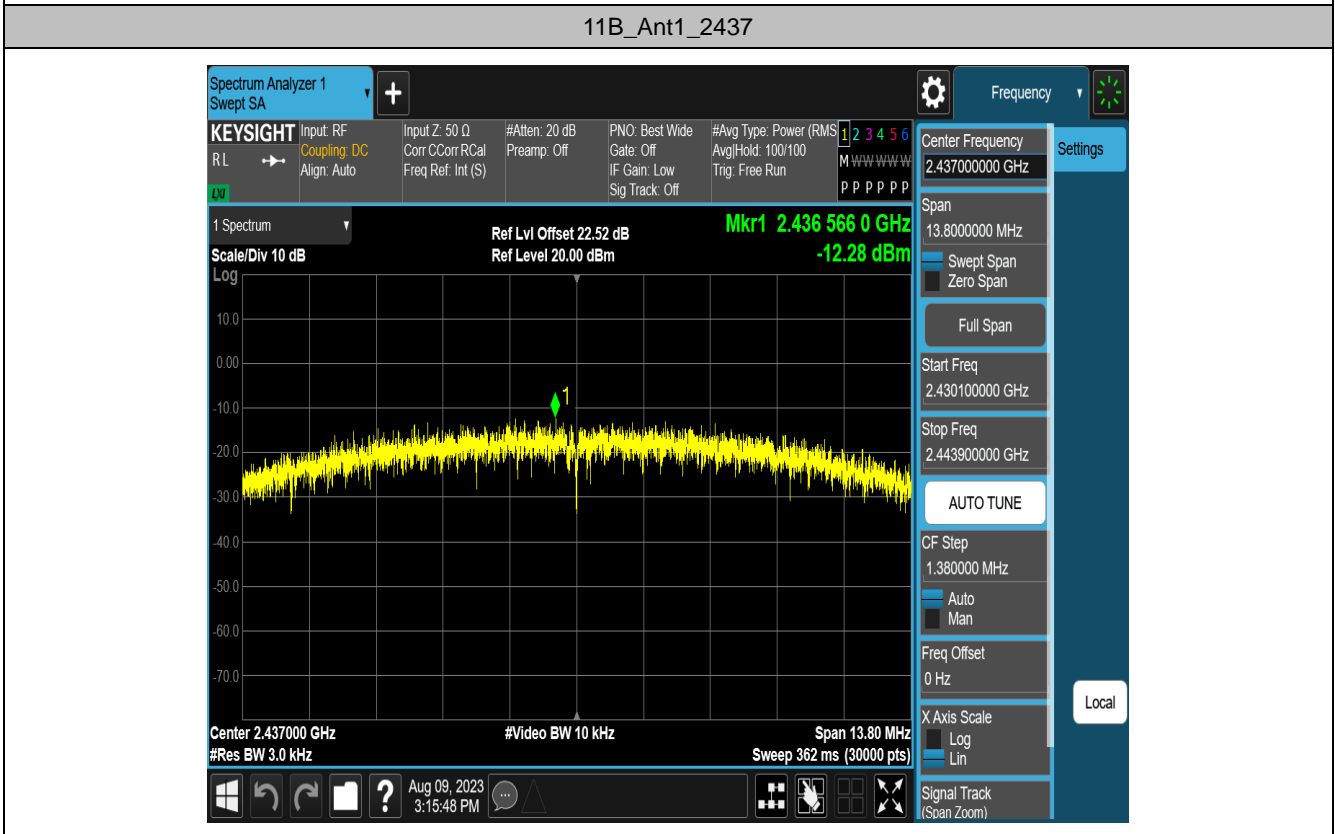 11B_Ant1_2437
Spectrum Analyzer 1
Swept SA
Frequency
KEYSIGHT
RL
LXI
Input: RF
Coupling: DC
Align: Auto
Input Z: 50 Ω
Corr CCorr RCal
Freq Ref: Int (S)
#Atten: 20 dB
Preamp: Off
PNO: Best Wide
Gate: Off
IF Gain: Low
Sig Track: Off
#Avg Type: Power (RMS
Avg|Hold: 100/100
Trig: Free Run
1 2 3 4 5 6
M W W W W W
P P P P P P
1 Spectrum
Scale/Div 10 dB
Log
Ref Lvl Offset 22.52 dB
Ref Level 20.00 dBm
Mkr1 2.436 566 0 GHz
-12.28 dBm
10.0
0.00
-10.0
-20.0
-30.0
-40.0
-50.0
-60.0
-70.0
1
Center 2.437000 GHz
#Res BW 3.0 kHz
#Video BW 10 kHz
Span 13.80 MHz
Sweep 362 ms (30000 pts)
Center Frequency
2.437000000 GHz
Settings
Span
13.8000000 MHz
Swept Span
Zero Span
Full Span
Start Freq
2.430100000 GHz
Stop Freq
2.443900000 GHz
AUTO TUNE
CF Step
1.380000 MHz
Auto
Man
Freq Offset
0 Hz
X Axis Scale
Log
Lin
Local
Signal Track
(Span Zoom)
?
Aug 09, 2023
3:15:48 PM